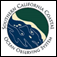 SOUTHERN CALIFORNIA COASTAL
OCEAN OBSERVING SYSTEM